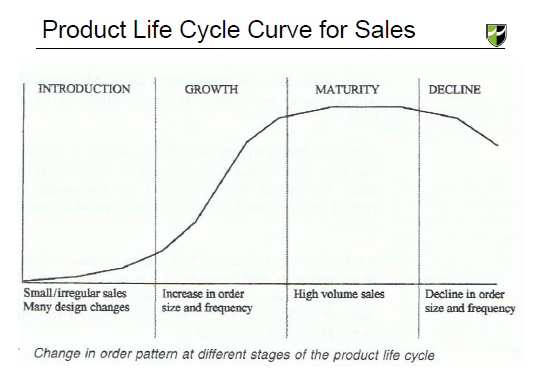 Product Life Cycle Curve for Sales
INTRODUCTION
GROWTH
MATURITY
DECLINE
Small/irregular sales
Many design changes
Increase in order
size and frequency
High volume sales
Decline in order
size and frequency
Change in order pattern at different stages of the product life cycle